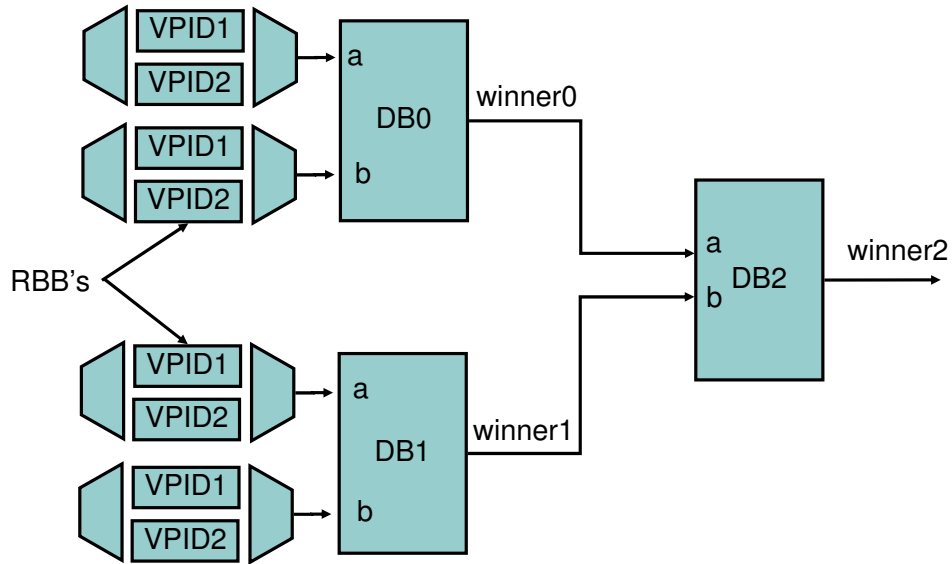 VPID1
VPID2
a
DB0
winner0
VPID1
VPID2
b
RBB's
a
DB2
b
winner2
VPID1
VPID2
a
DB1
winner1
VPID1
VPID2
b